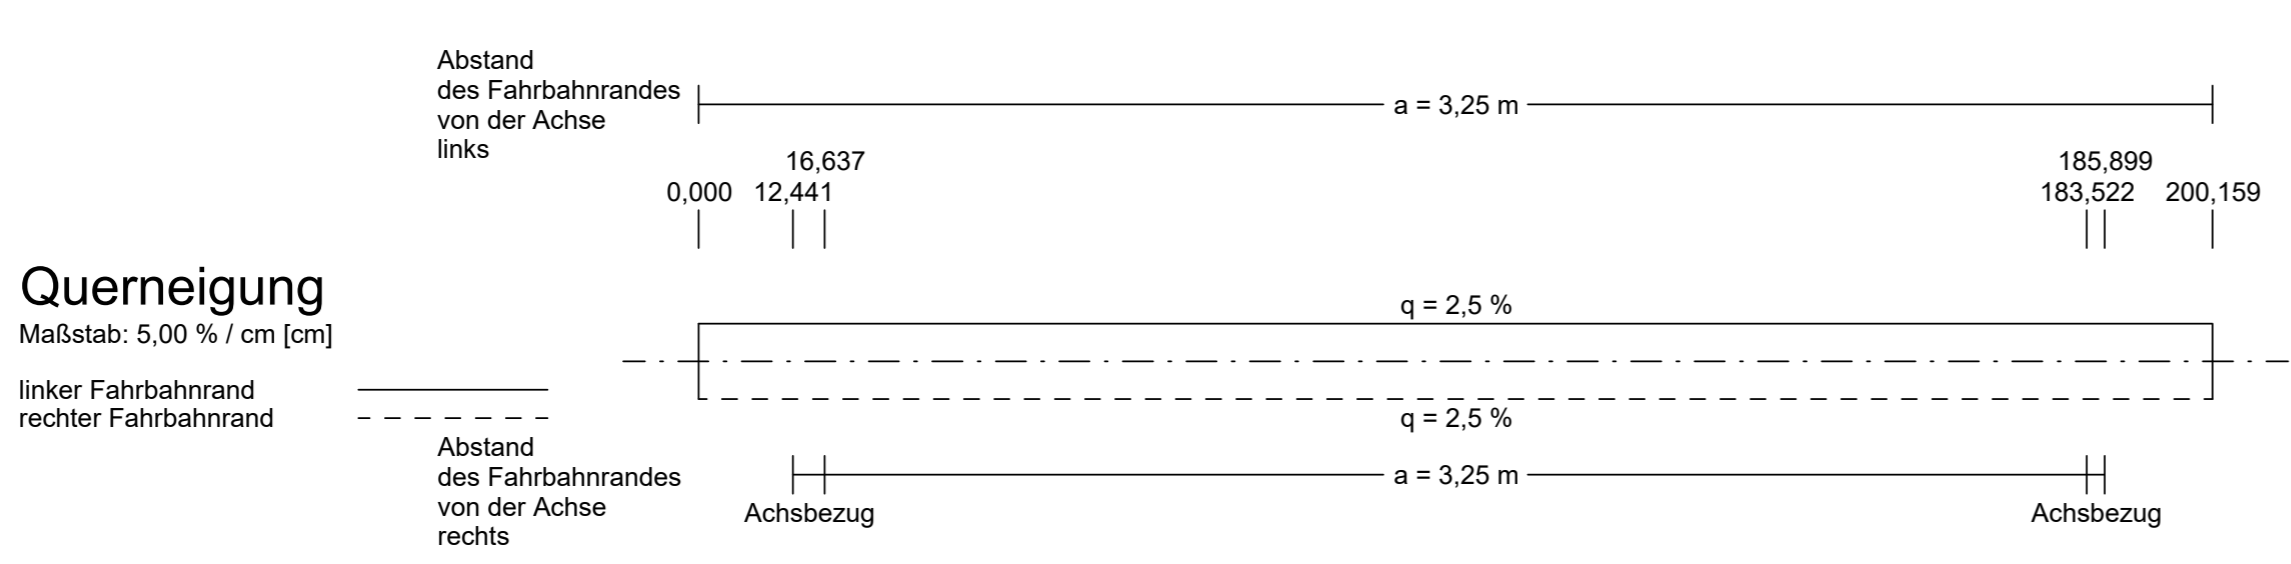 Abstand
des Fahrbahnrandes
von der Achse
links
a = 3,25 m
16,637
185,899
0,000
12,441
183,522
200,159
Querneigung
Maßstab: 5,00 % / cm [cm]
q = 2,5 %
linker Fahrbahnrand
rechter Fahrbahnrand
q = 2,5 %
Abstand
des Fahrbahnrandes
von der Achse
rechts
a = 3,25 m
Achsbezug
Achsbezug